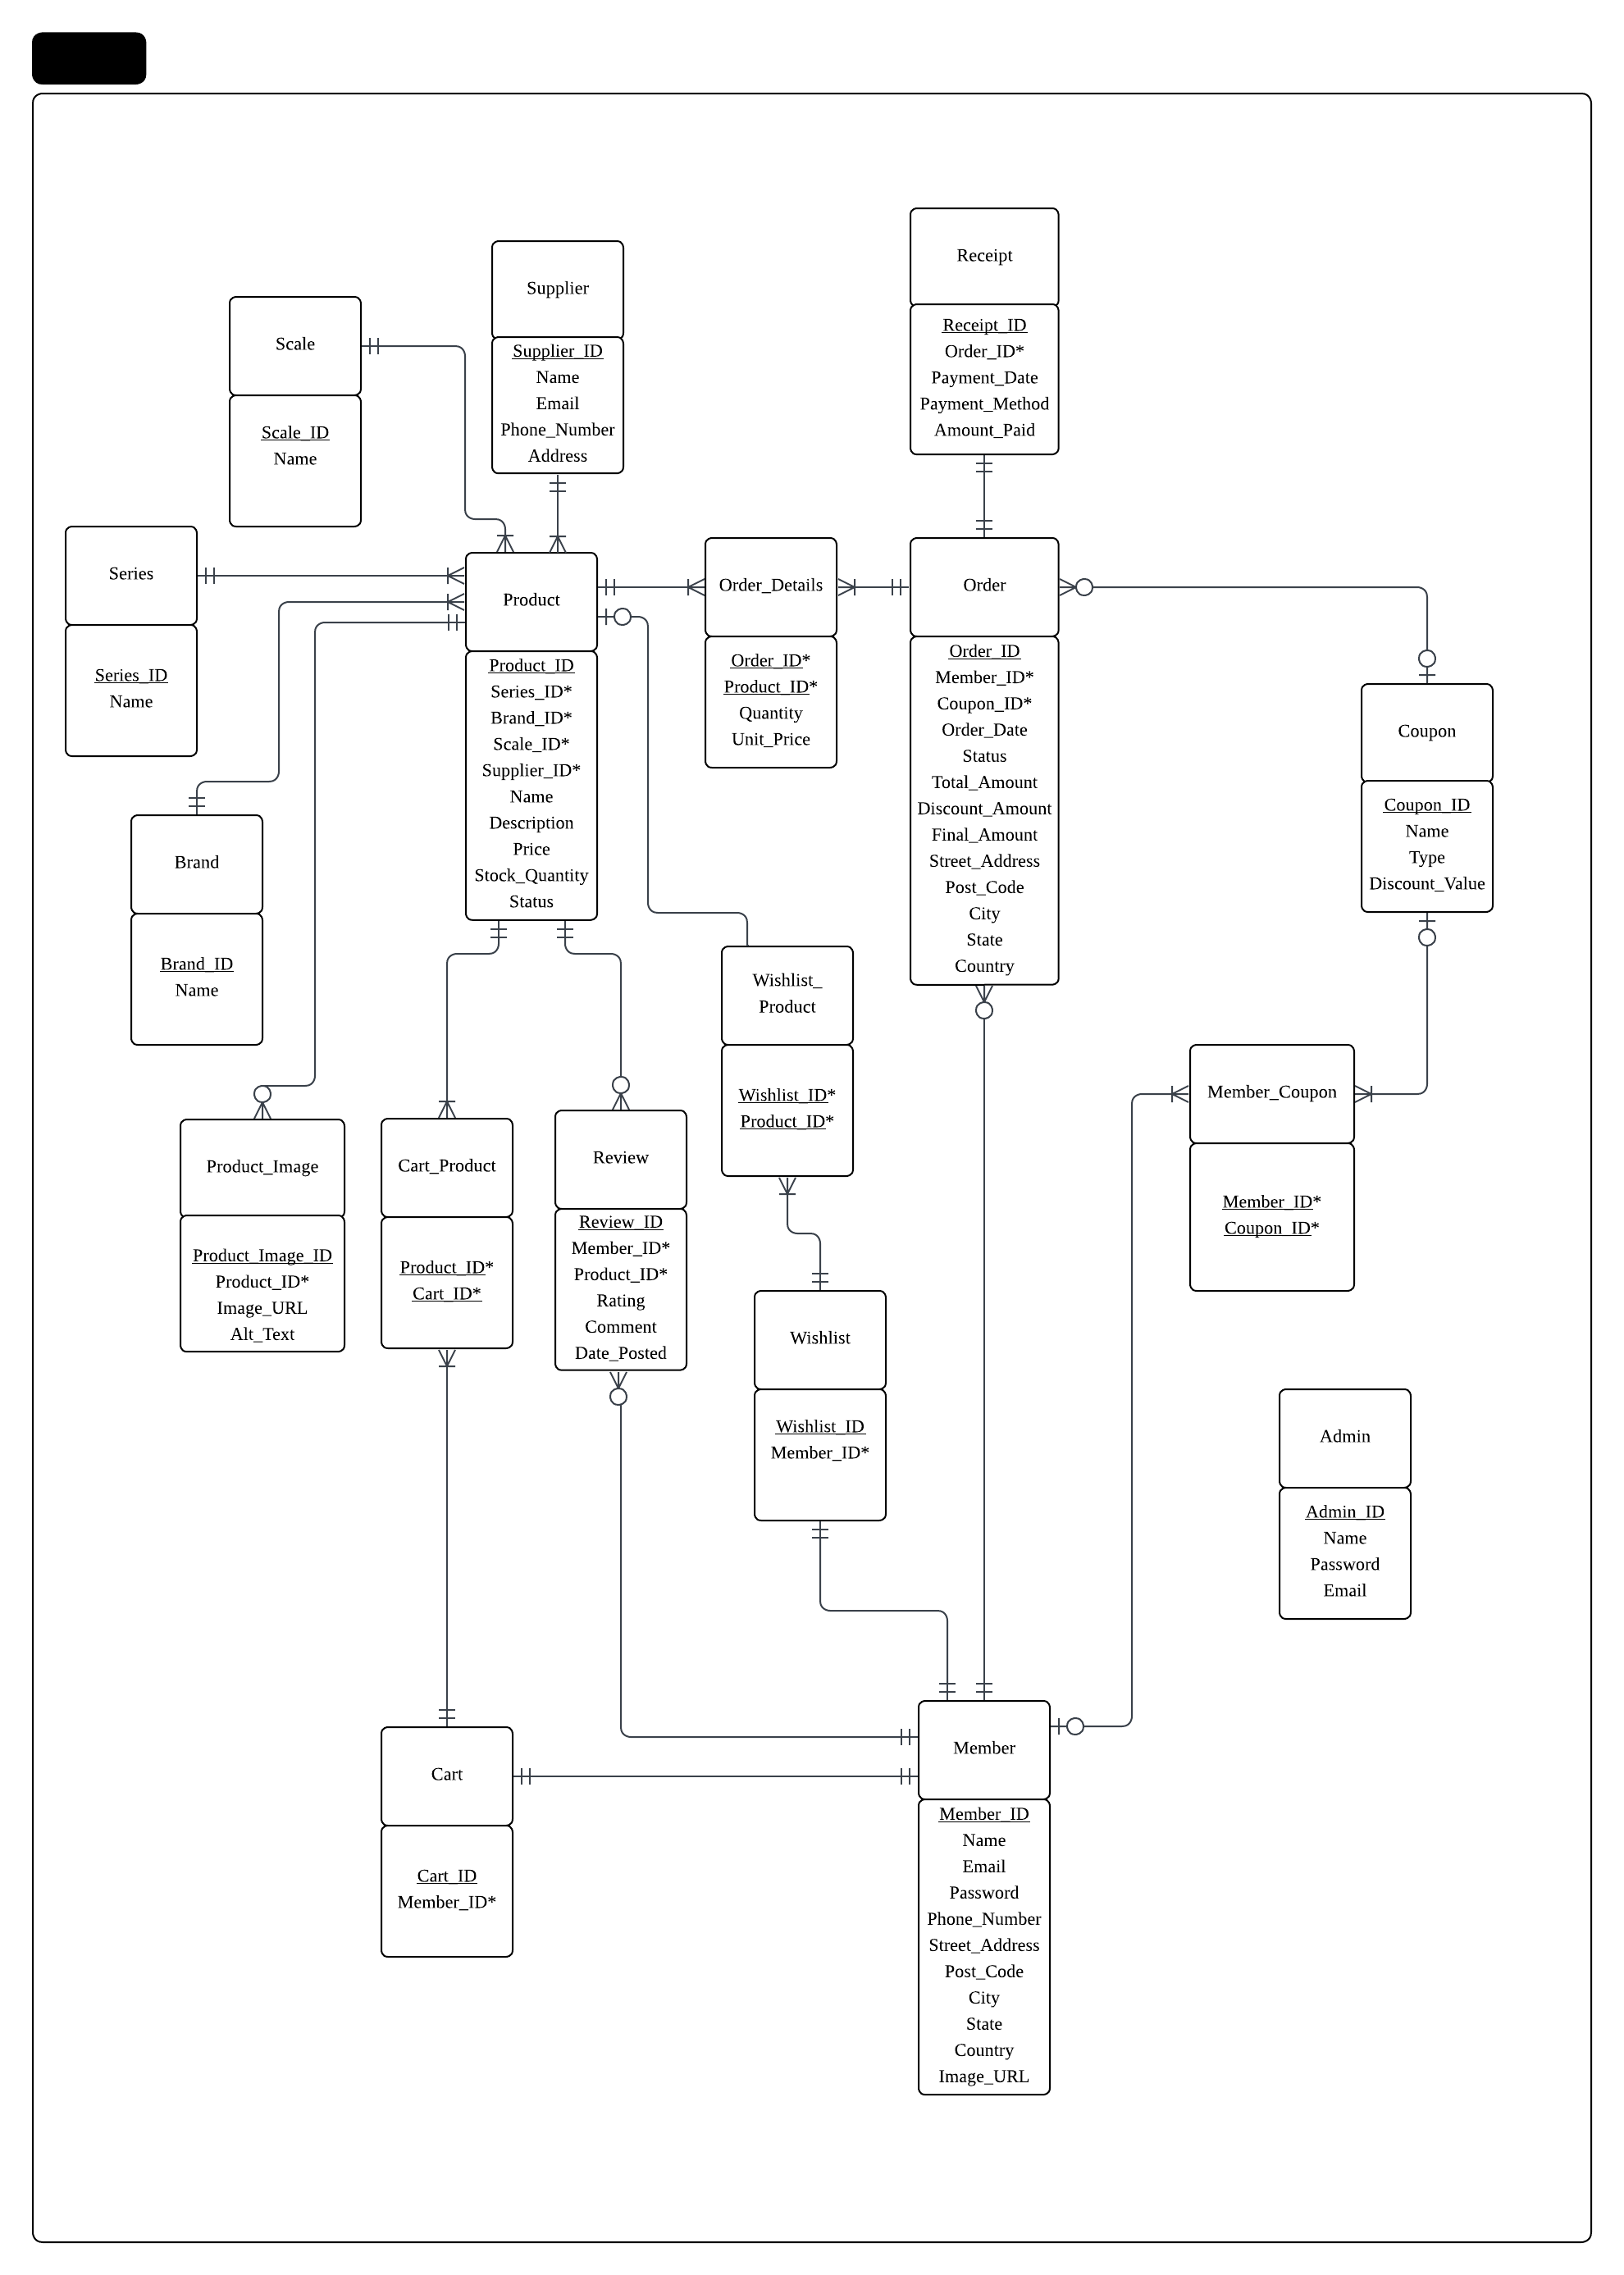 Receipt
Receipt_ID
Order_ID*
Payment_Date
Payment_Method
Amount_Paid
Supplier
Supplier_ID
Name
Email
Phone_Number
Address
Scale
Scale_ID
Name
Series
Series_ID
Name
Product
Product_ID
Series_ID*
Brand_ID*
Scale_ID*
Supplier_ID*
Name
Description
Price
Stock_Quantity
Status
Order_Details
Order_ID*
Product_ID*
Quantity
Unit_Price
Order
Order_ID
Member_ID*
Coupon_ID*
Order_Date
Status
Total_Amount
Discount_Amount
Final_Amount
Street_Address
Post_Code
City
State
Country
Coupon
Coupon_ID
Name
Type
Discount_Value
Brand
Brand_ID
Name
Wishlist_
Product
Wishlist_ID*
Product_ID*
Member_Coupon
Member_ID*
Coupon_ID*
Product_Image
Product_Image_ID
Product_ID*
Image_URL
Alt_Text
Cart_Product
Product_ID*
Cart_ID*
Review
Review_ID
Member_ID*
Product_ID*
Rating
Comment
Date_Posted
Wishlist
Wishlist_ID
Member_ID*
Admin
Admin_ID
Name
Password
Email
Cart
Cart_ID
Member_ID*
Member
Member_ID
Name
Email
Password
Phone_Number
Street_Address
Post_Code
City
State
Country
Image_URL